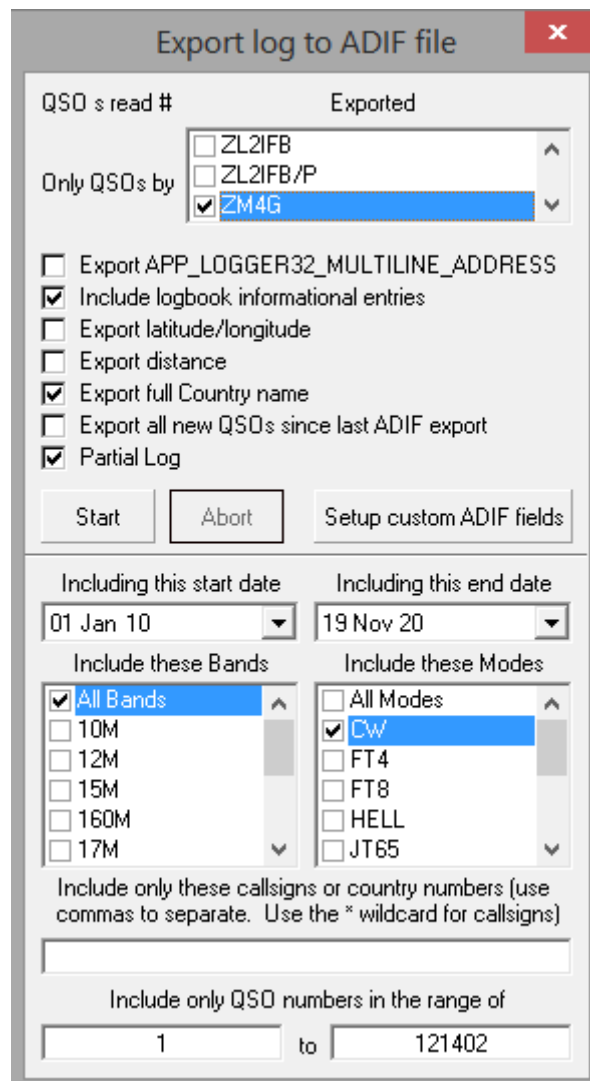 Export log to ADIF file
x
QSO s read # Exported
Only QSOs by
ZL2IFB
ZL2IFB/P
ZM4G
Export APP_LOGGER32_MULTILINE_ADDRESS
Include logbook informational entries
Export latitude/longitude
Export distance
Export full Country name
Export all new QSOs since last ADIF export
Partial Log
Start Abort Setup custom ADIF fields
Including this start date Including this end date
01 Jan 10 19 Nov 20
Include these Bands Include these Modes
All Bands All Modes
10M CW
12M FT4
15M FT8
160M HELL
17M JT65
Include only these callsigns or country numbers (use
commas to separate. Use the * wildcard for callsigns)
Include only QSO numbers in the range of
1 to 121402